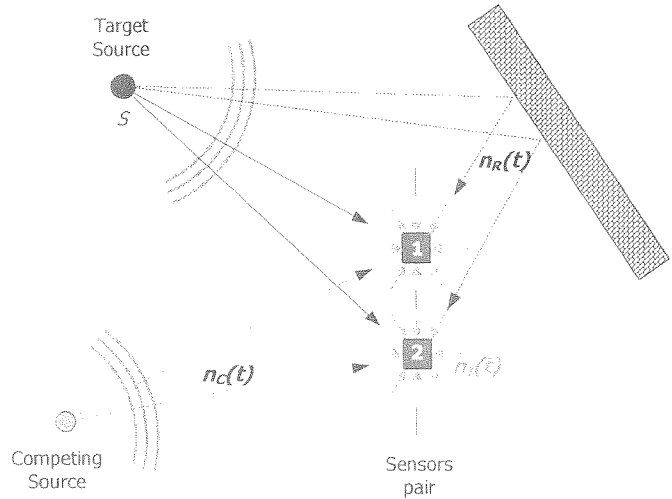 Target
Source
S
n_R(t)
1
2
n_C(t)
Competing
Source
Sensors
pair